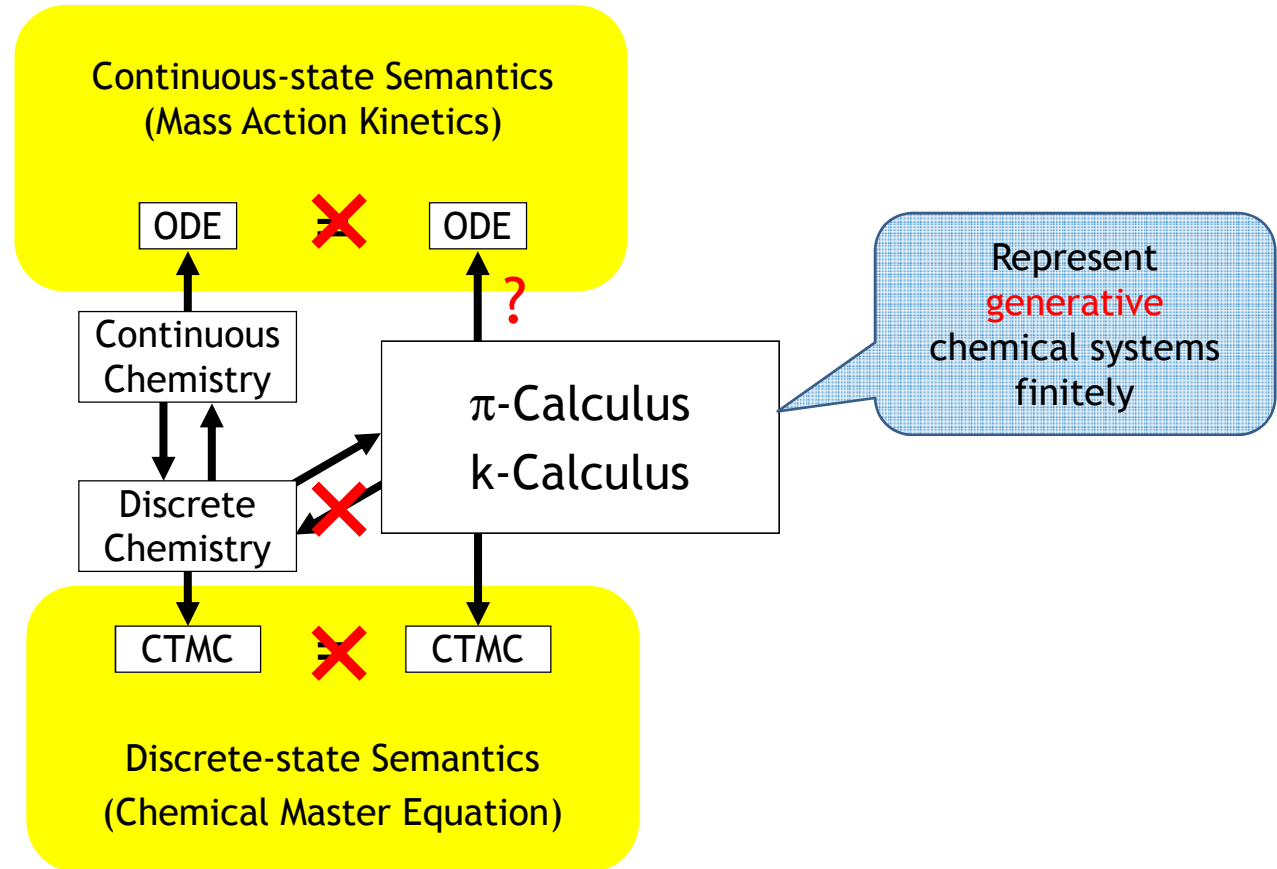 Continuous-state Semantics
(Mass Action Kinetics)
ODE
=
ODE
?
Continuous
Chemistry
π-Calculus
k-Calculus
Represent
generative
chemical systems
finitely
Discrete
Chemistry
CTMC
=
CTMC
Discrete-state Semantics
(Chemical Master Equation)